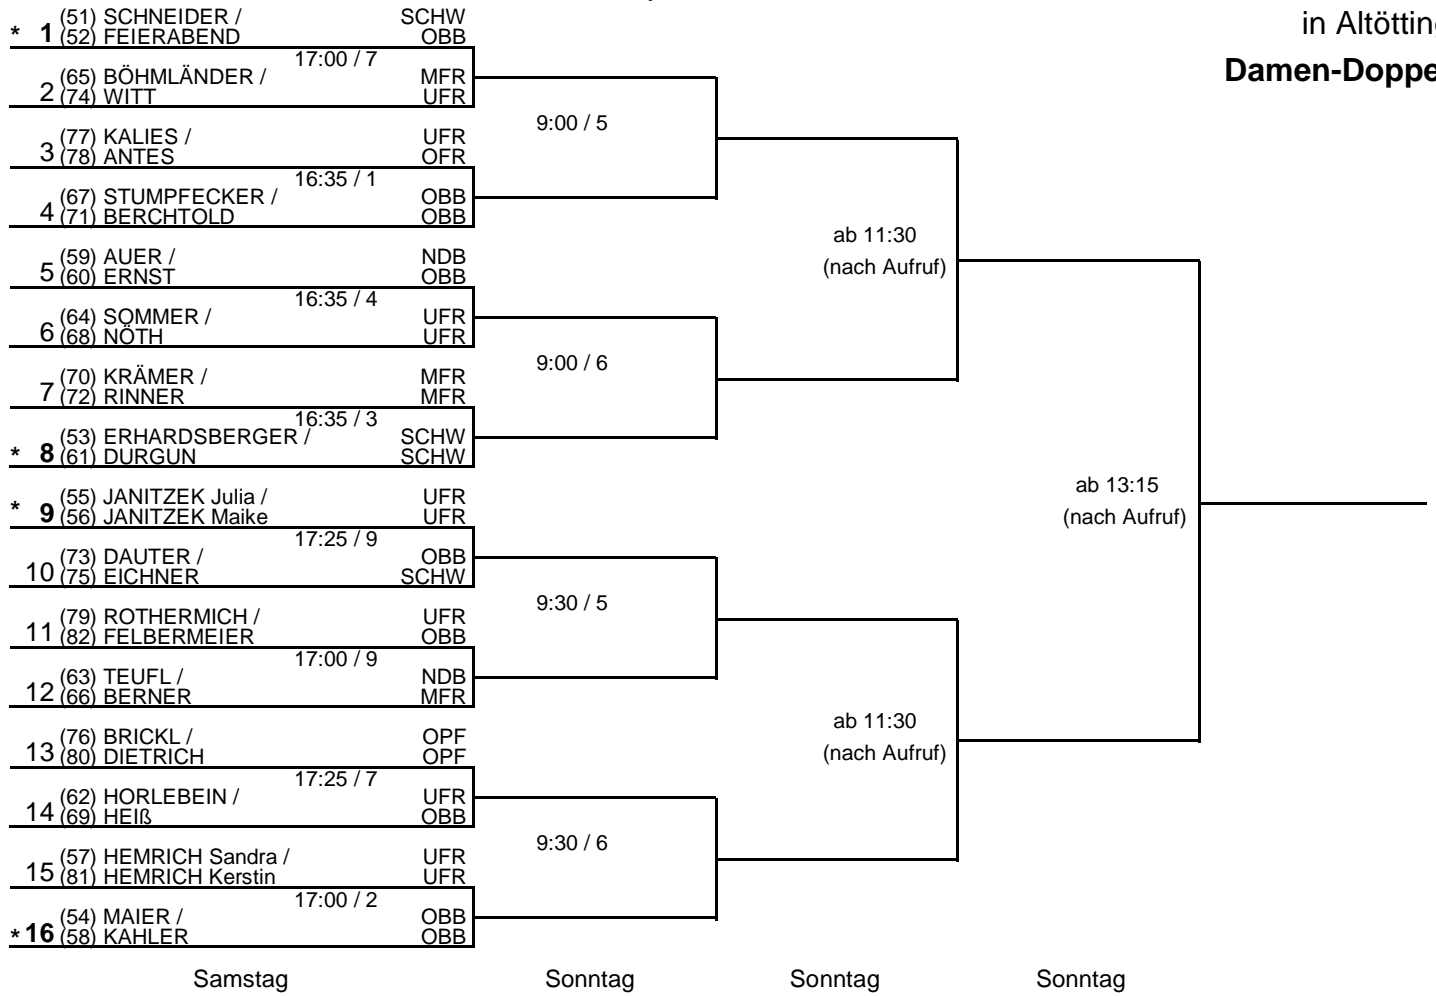 in Altötting
Damen-Doppe
(51) SCHNEIDER / SCHW
* 1 (52) FEIERABEND OBB
17:00 / 7
(65) BÖHMLÄNDER / MFR
2 (74) WITT UFR
9:00 / 5
(77) KALIES / UFR
3 (78) ANTES OFR
16:35 / 1
(67) STUMPFECKER / OBB
4 (71) BERCHTOLD OBB
ab 11:30
(nach Aufruf)
(59) AUER / NDB
5 (60) ERNST OBB
16:35 / 4
(64) SOMMER / UFR
6 (68) NÖTH UFR
9:00 / 6
(70) KRÄMER / MFR
7 (72) RINNER MFR
16:35 / 3
(53) ERHARDSBERGER / SCHW
* 8 (61) DURGUN SCHW
ab 13:15
(nach Aufruf)
(55) JANITZEK Julia / UFR
* 9 (56) JANITZEK Maike UFR
17:25 / 9
(73) DAUTER / OBB
10 (75) EICHNER SCHW
9:30 / 5
(79) ROTHERMICH / UFR
11 (82) FELBERMEIER OBB
17:00 / 9
(63) TEUFL / NDB
12 (66) BERNER MFR
ab 11:30
(nach Aufruf)
(76) BRICKL / OPF
13 (80) DIETRICH OPF
17:25 / 7
(62) HORLEBEIN / UFR
14 (69) HEIß OBB
9:30 / 6
(57) HEMRICH Sandra / UFR
15 (81) HEMRICH Kerstin UFR
17:00 / 2
(54) MAIER / OBB
* 16 (58) KAHLER OBB
Samstag Sonntag Sonntag Sonntag